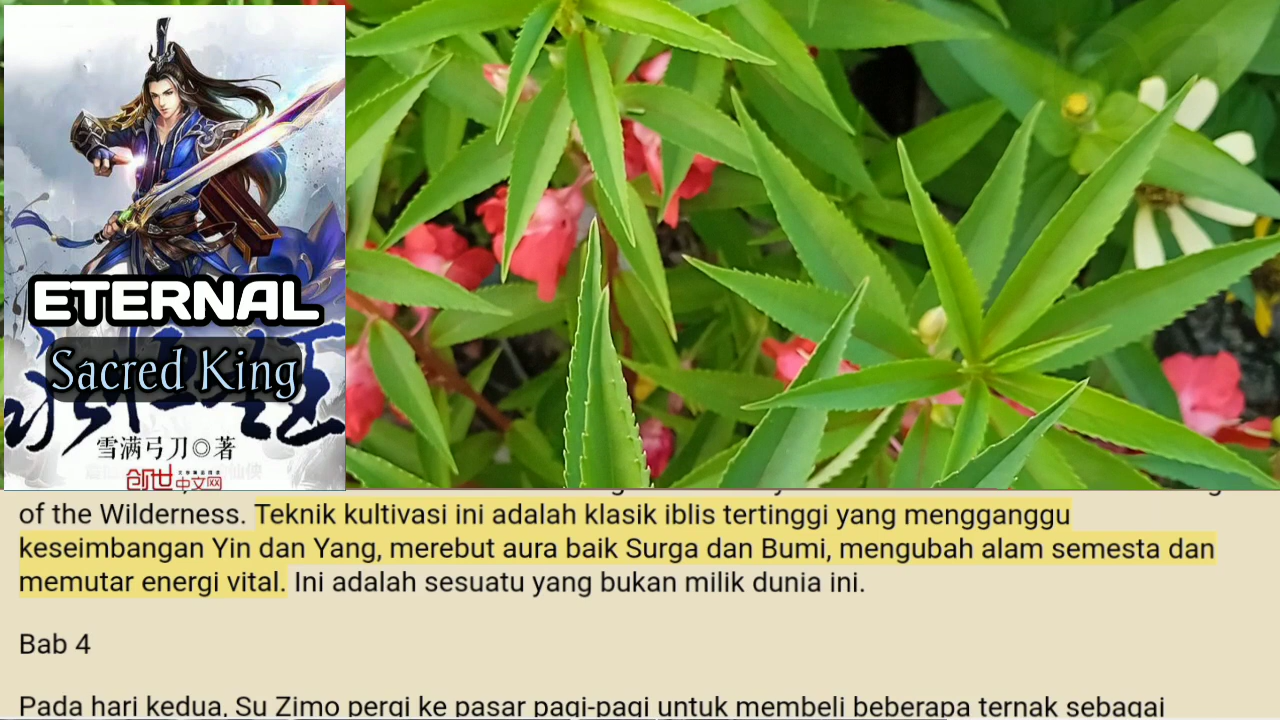 ETERNAL
Sacred King
雪满弓刀◎著
创世中文网
of the Wilderness. Teknik kultivasi ini adalah klasik iblis tertinggi yang mengganggu
keseimbangan Yin dan Yang, merebut aura baik Surga dan Bumi, mengubah alam semesta dan
memutar energi vital. Ini adalah sesuatu yang bukan milik dunia ini.
Bab 4
Pada hari kedua, Su Zimo pergi ke pasar pagi-pagi untuk membeli beberapa ternak sebagai